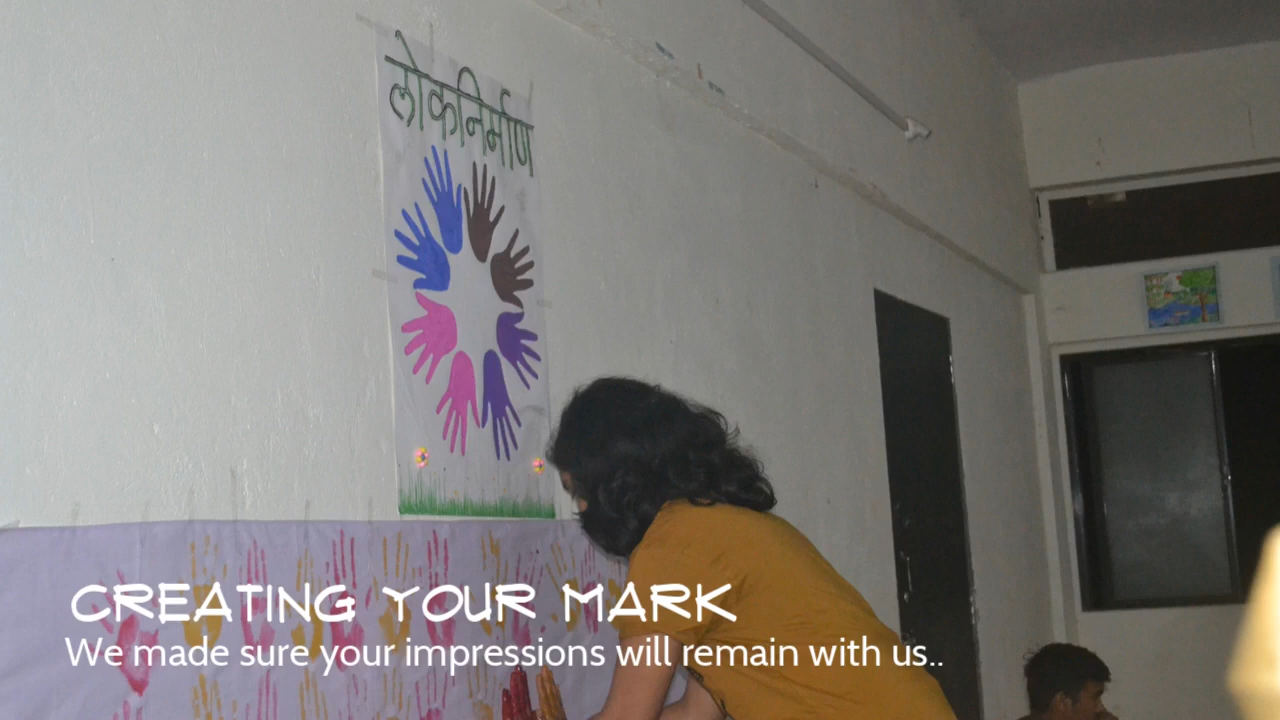 लोकनिर्माण
CREATING YOUR MARK
We made sure your impressions will remain with us..